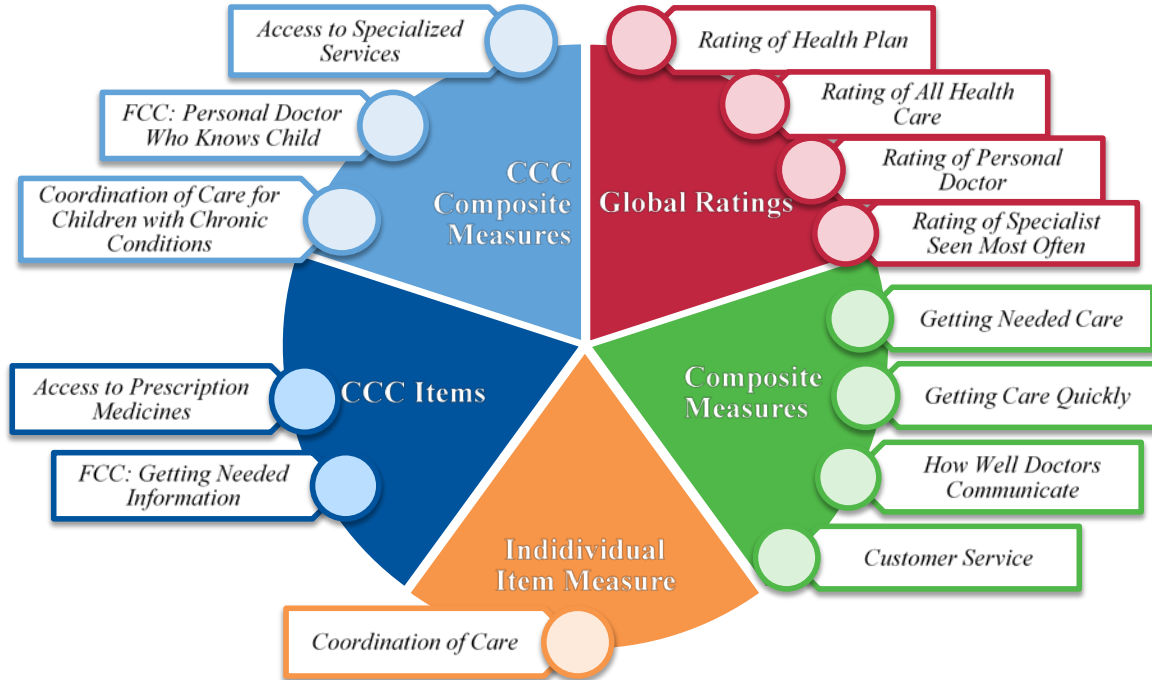 Access to Specialized
Services
FCC: Personal Doctor
Who Knows Child
Coordination of Care for
Children with Chronic
Conditions
CCC
Composite
Measures
Rating of Health Plan
Rating of All Health
Care
Rating of Personal
Doctor
Rating of Specialist
Seen Most Often
Global Ratings
Getting Needed Care
Getting Care Quickly
How Well Doctors
Communicate
Customer Service
Composite
Measures
Access to Prescription
Medicines
FCC: Getting Needed
Information
CCC Items
Indidividual
Item Measure
Coordination of Care